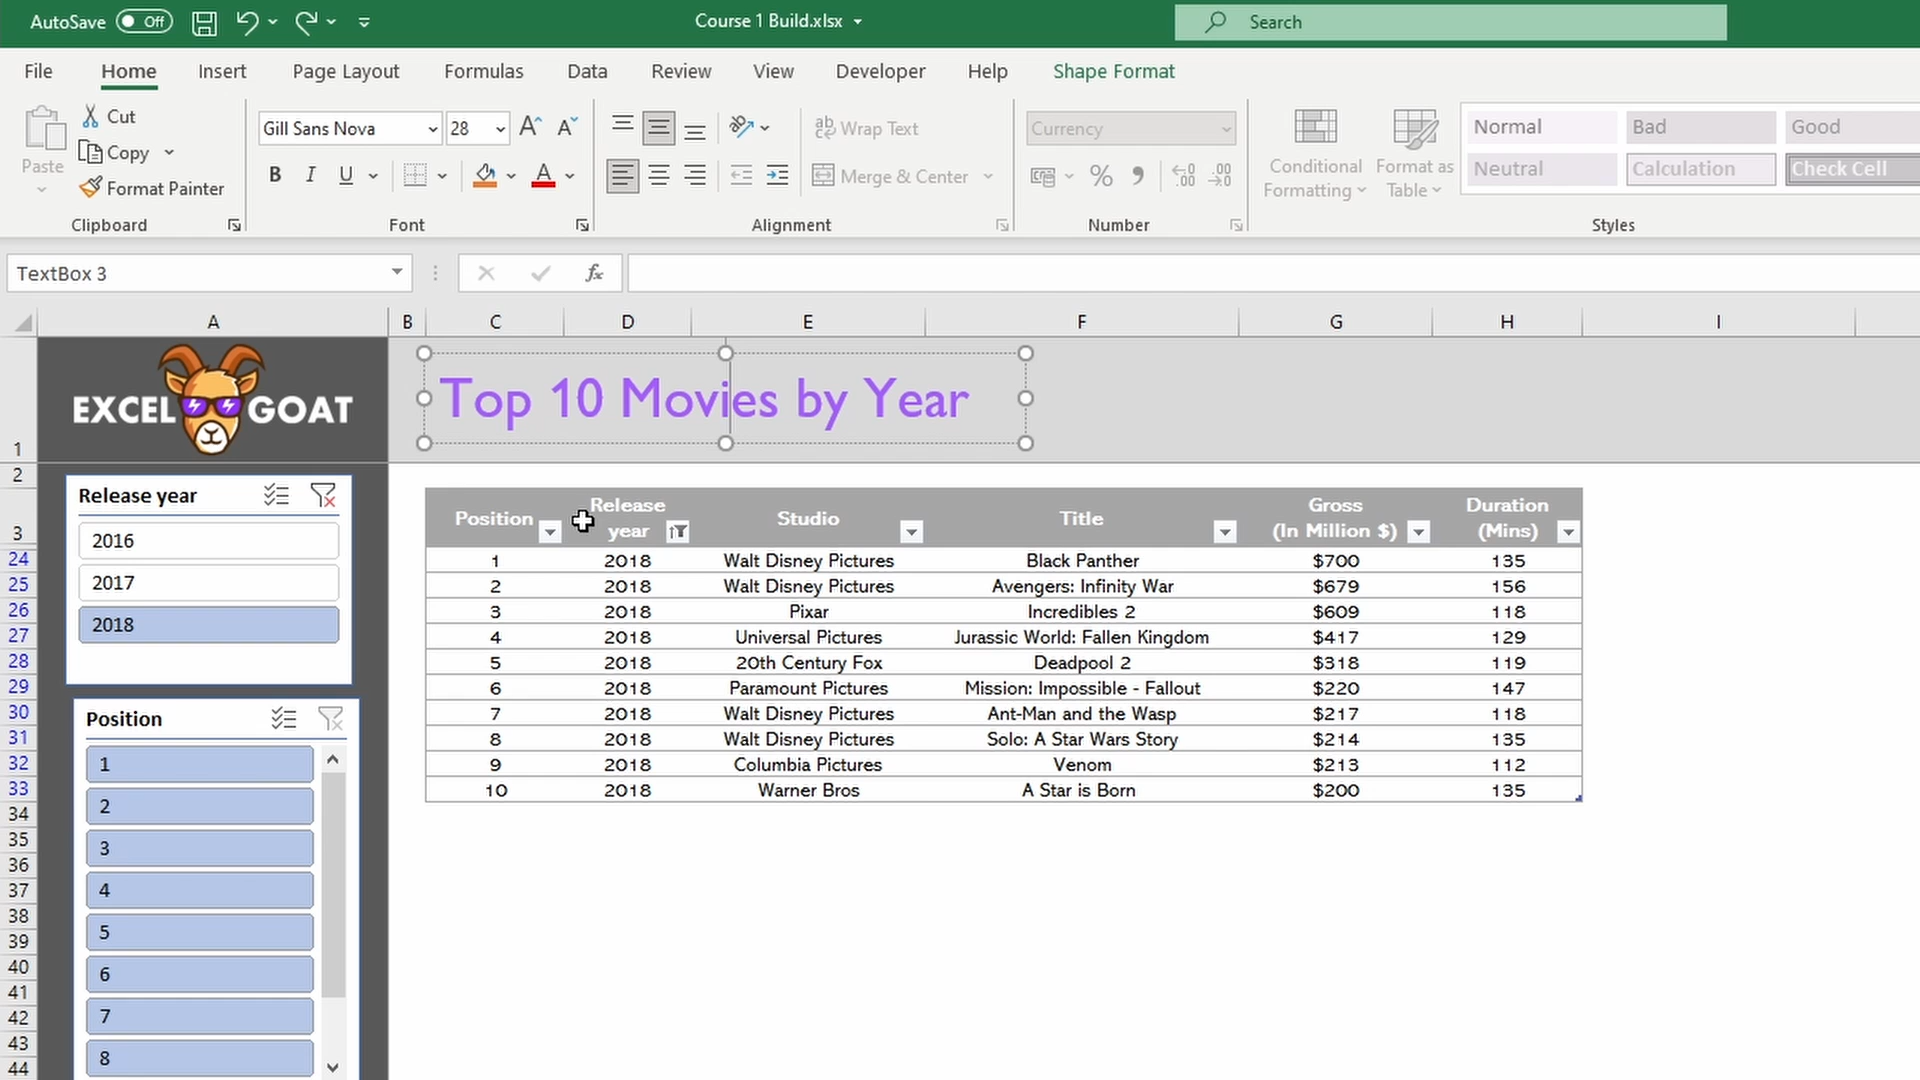 AutoSave Off Course 1 Build.xlsx Search
File Home Insert Page Layout Formulas Data Review View Developer Help Shape Format
Paste
Cut
Copy
Format Painter
Clipboard
Gill Sans Nova 28
B I U
Font
Wrap Text
Merge & Center
Alignment
Currency
Number
Conditional
Formatting
Format as
Table
Normal Bad Good
Neutral Calculation Check Cell
Styles
TextBox 3
fx
A B C D E F G H I
1
EXCEL GOAT
Top 10 Movies by Year
2
Release year
2016
2017
2018
Position
1
2
3
4
5
6
7
8
3 Position Release year Studio Title Gross (In Million $) Duration (Mins)
24 1 2018 Walt Disney Pictures Black Panther $700 135
25 2 2018 Walt Disney Pictures Avengers: Infinity War $679 156
26 3 2018 Pixar Incredibles 2 $609 118
27 4 2018 Universal Pictures Jurassic World: Fallen Kingdom $417 129
28 5 2018 20th Century Fox Deadpool 2 $318 119
29 6 2018 Paramount Pictures Mission: Impossible - Fallout $220 147
30 7 2018 Walt Disney Pictures Ant-Man and the Wasp $217 118
31 8 2018 Walt Disney Pictures Solo: A Star Wars Story $214 135
32 9 2018 Columbia Pictures Venom $213 112
33 10 2018 Warner Bros A Star is Born $200 135
34
35
36
37
38
39
40
41
42
43
44